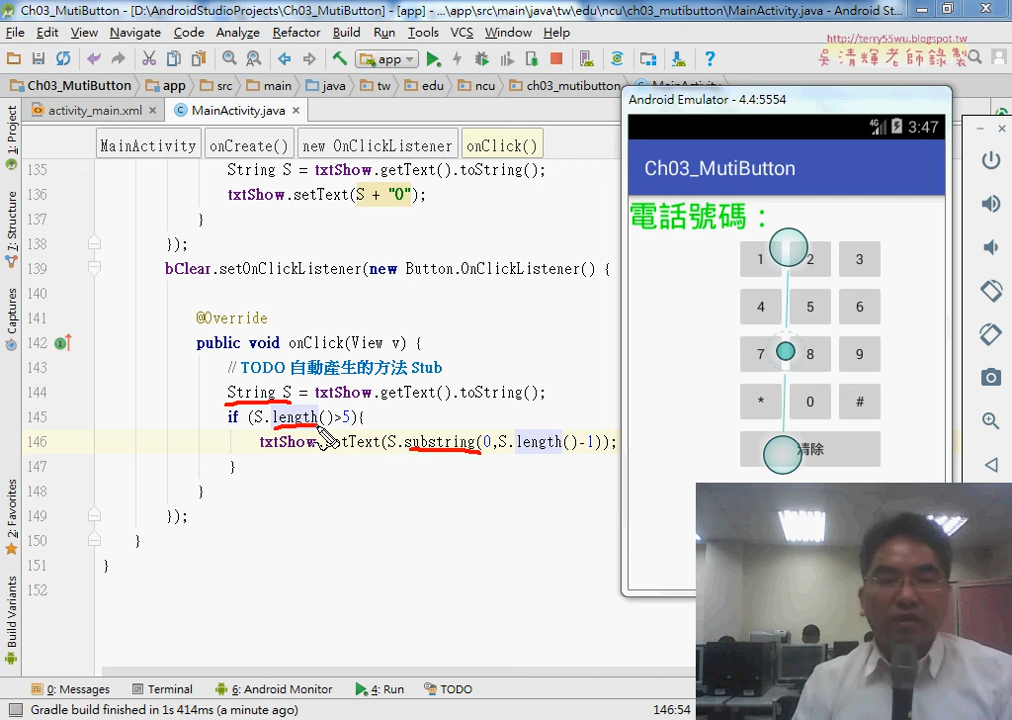 Ch03_MutiButton - [D:\AndroidStudioProjects\Ch03_MutiButton] - [app] - ...\app\src\main\java\tw\edu\ncu\ch03_mutibutton\MainActivity.java - Android St...
File Edit View Navigate Code Analyze Refactor Build Run Tools VCS Window Help
http://terry55wu.blogspot.tw
吳清輝老師錄製
app
Ch03_MutiButton app src main java tw edu ncu ch03_mutibutton MainActivity
activity_main.xml MainActivity.java
MainActivity onCreate() new OnClickListener onClick()
1: Project
7: Structure
Captures
2: Favorites
Build Variants
135 String S = txtShow.getText().toString();
136 txtShow.setText(S + "0");
137 }
138 });
139 bClear.setOnClickListener(new Button.OnClickListener() {
140
141 @Override
142 public void onClick(View v) {
143 // TODO 自動產生的方法 Stub
144 String S = txtShow.getText().toString();
145 if (S.length()>5){
146 txtShow.setText(S.substring(0,S.length()-1));
147 }
148 }
149 });
150 }
151 }
152
Android Emulator - 4.4:5554
4G 3:47
Ch03_MutiButton
電話號碼：
1 2 3
4 5 6
7 8 9
* 0 #
清除
0: Messages Terminal 6: Android Monitor 4: Run TODO
Gradle build finished in 1s 414ms (a minute ago)
146:54